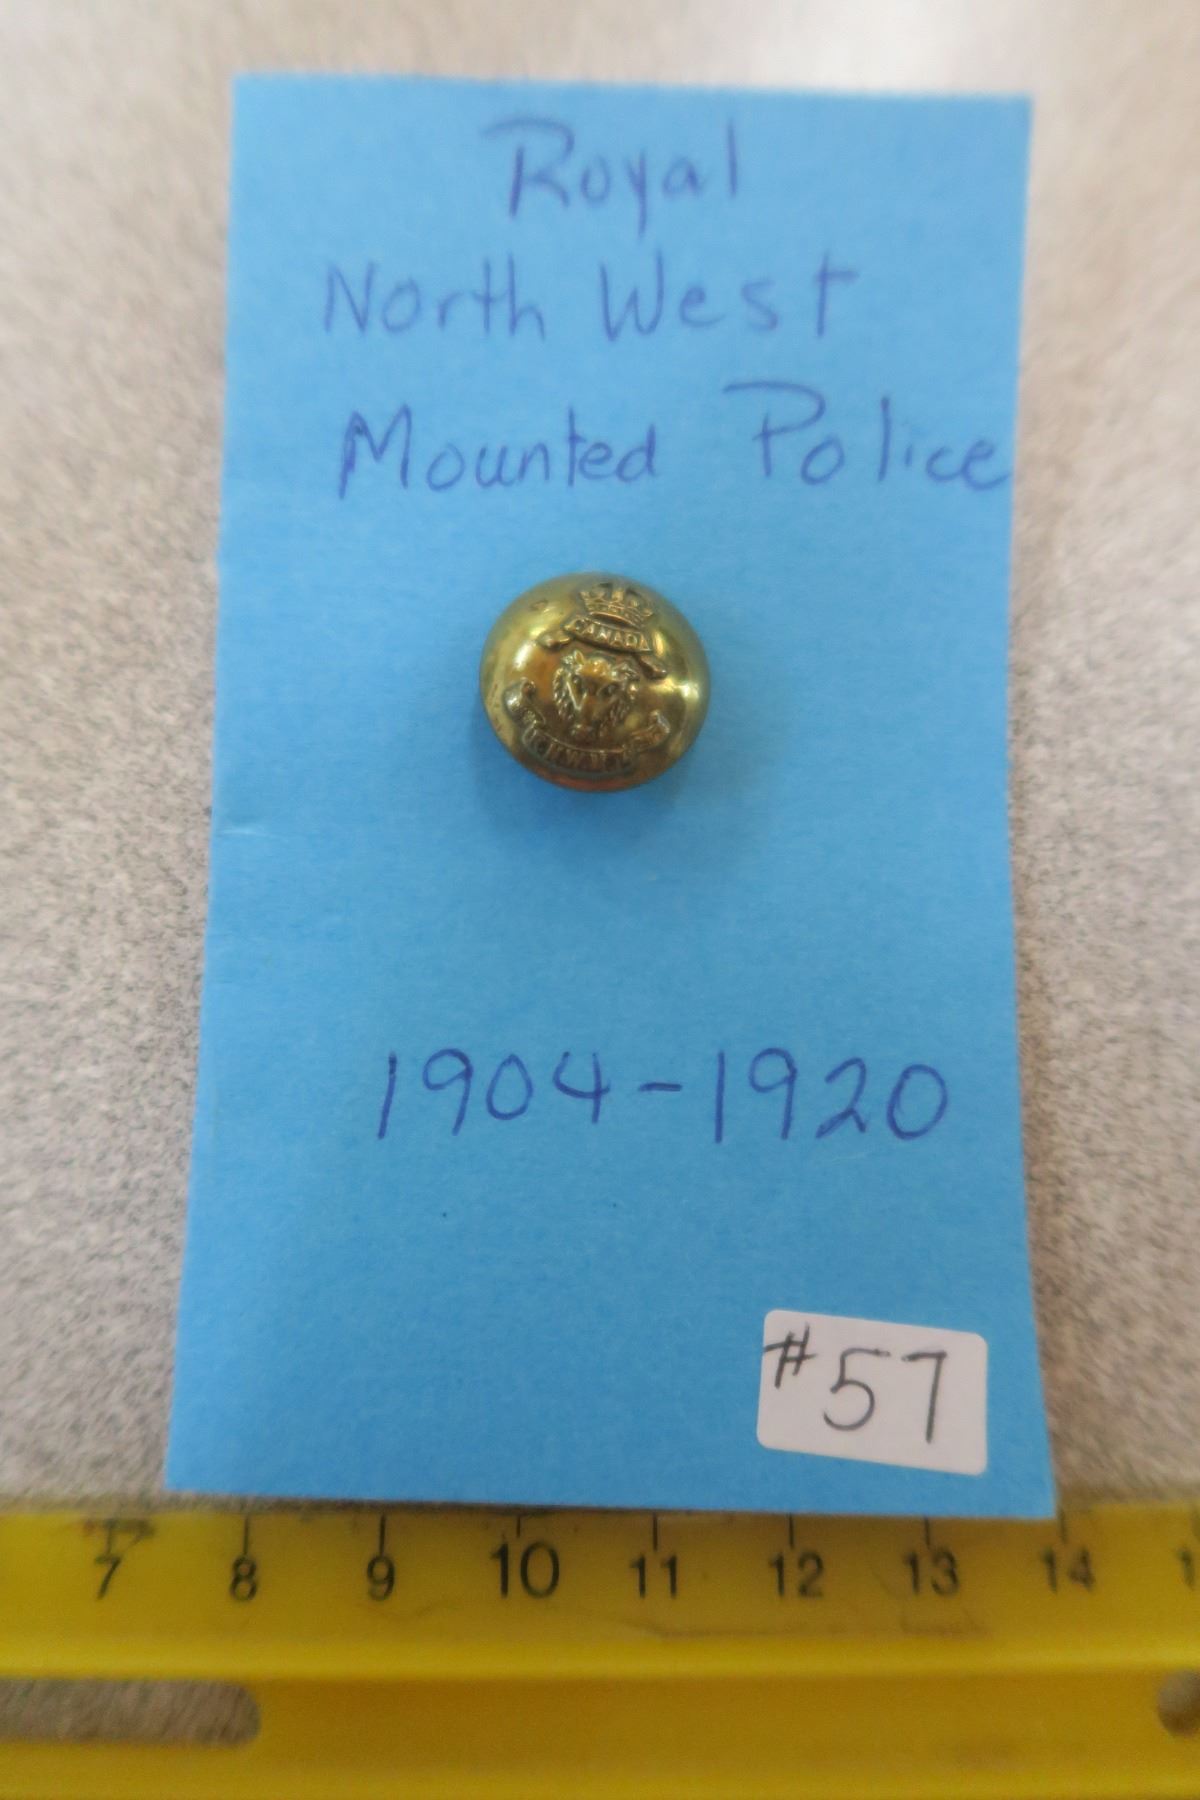 Royal
North West
Mounted Police
CANADA
R.N.W.M.P.
1904-1920
#57
7 8 9 10 11 12 13 14